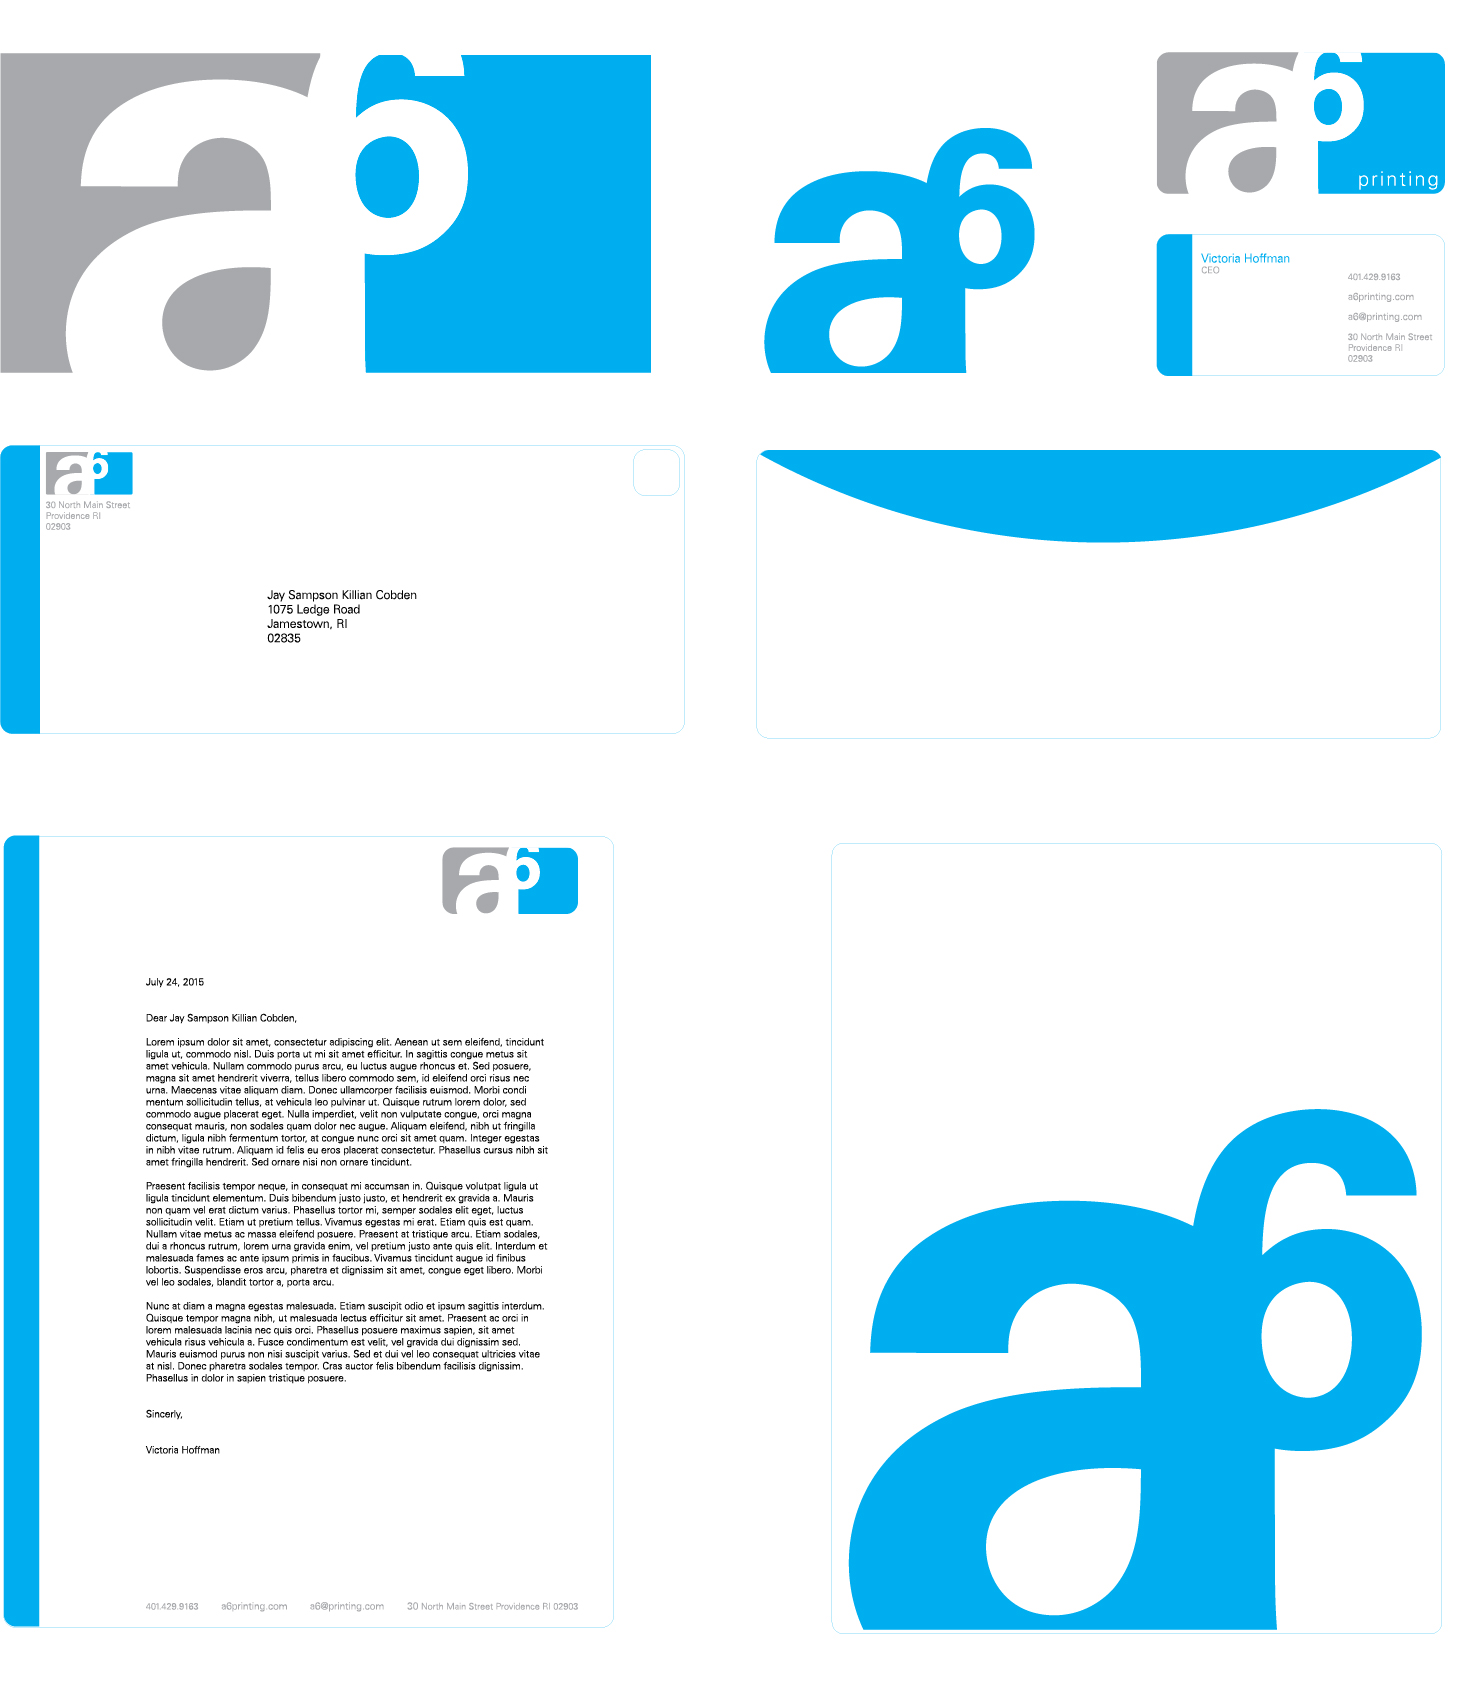 a6
a6
a6
printing
Victoria Hoffman
CEO
401.429.9163
a6printing.com
a6@printing.com
30 North Main Street
Providence RI
02903
a6
30 North Main Street
Providence RI
02903
Jay Sampson Killian Cobden
1075 Ledge Road
Jamestown, RI
02835
a6
July 24, 2015
Dear Jay Sampson Killian Cobden,
Lorem ipsum dolor sit amet, consectetur adipiscing elit. Aenean ut sem eleifend, tincidunt
ligula ut, commodo nisl. Duis porta ut mi sit amet efficitur. In sagittis congue metus sit
amet vehicula. Nullam commodo purus arcu, eu luctus augue rhoncus et. Sed posuere,
magna sit amet hendrerit viverra, tellus libero commodo sem, id eleifend orci risus nec
urna. Maecenas vitae aliquam diam. Donec ullamcorper facilisis euismod. Morbi condi
mentum sollicitudin tellus, at vehicula leo pulvinar ut. Quisque rutrum lorem dolor, sed
commodo augue placerat eget. Nulla imperdiet, velit non vulputate congue, orci magna
consequat mauris, non sodales quam dolor nec augue. Aliquam eleifend, nibh ut fringilla
dictum, ligula nibh fermentum tortor, at congue nunc orci sit amet quam. Integer egestas
in nibh vitae rutrum. Aliquam id felis eu eros placerat consectetur. Phasellus cursus nibh sit
amet fringilla hendrerit. Sed ornare nisi non ornare tincidunt.
Praesent facilisis tempor neque, in consequat mi accumsan in. Quisque volutpat ligula ut
ligula tincidunt elementum. Duis bibendum justo justo, et hendrerit ex gravida a. Mauris
non quam vel erat dictum varius. Phasellus tortor mi, semper sodales elit eget, luctus
sollicitudin velit. Etiam ut pretium tellus. Vivamus egestas mi erat. Etiam quis est quam.
Nullam vitae metus ac massa eleifend posuere. Praesent at tristique arcu. Etiam sodales,
dui a rhoncus rutrum, lorem urna gravida enim, vel pretium justo ante quis elit. Interdum et
malesuada fames ac ante ipsum primis in faucibus. Vivamus tincidunt augue id finibus
lobortis. Suspendisse eros arcu, pharetra et dignissim sit amet, congue eget libero. Morbi
vel leo sodales, blandit tortor a, porta arcu.
Nunc at diam a magna egestas malesuada. Etiam suscipit odio et ipsum sagittis interdum.
Quisque tempor magna nibh, ut malesuada lectus efficitur sit amet. Praesent ac orci in
lorem malesuada lacinia nec quis orci. Phasellus posuere maximus sapien, sit amet
vehicula risus vehicula a. Fusce condimentum est velit, vel gravida dui dignissim sed.
Mauris euismod purus non nisi suscipit varius. Sed et dui vel leo consequat ultricies vitae
at nisl. Donec pharetra sodales tempor. Cras auctor felis bibendum facilisis dignissim.
Phasellus in dolor in sapien tristique posuere.
Sincerly,
Victoria Hoffman
401.429.9163 a6printing.com a6@printing.com 30 North Main Street Providence RI 02903
a6